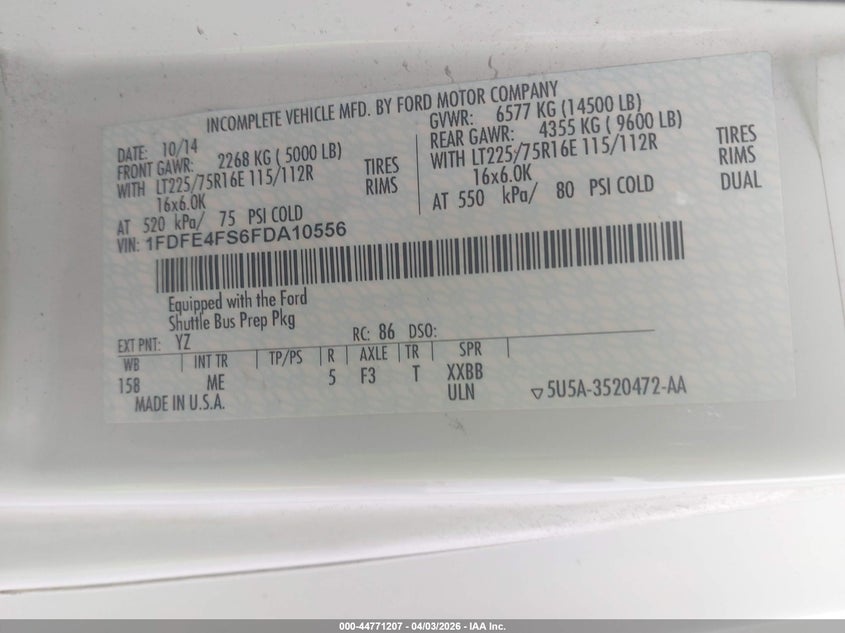 INCOMPLETE VEHICLE MFD. BY FORD MOTOR COMPANY
DATE: 10/14
FRONT GAWR: 2268 KG ( 5000 LB)
WITH LT225/75R16E 115/112R TIRES
16x6.0K RIMS
AT 520 kPa/ 75 PSI COLD
GVWR: 6577 KG (14500 LB)
REAR GAWR: 4355 KG ( 9600 LB)
WITH LT225/75R16E 115/112R TIRES
16x6.0K RIMS
AT 550 kPa/ 80 PSI COLD DUAL
VIN: 1FDFE4FS6FDA10556
Equipped with the Ford
Shuttle Bus Prep Pkg
EXT PNT: YZ RC: 86 DSO:
WB INT TR TP/PS R AXLE TR SPR
158 ME 5 F3 T XXBB
ULN
MADE IN U.S.A.
▽5U5A-3520472-AA
000-44771207 - 04/03/2026 - IAA Inc.